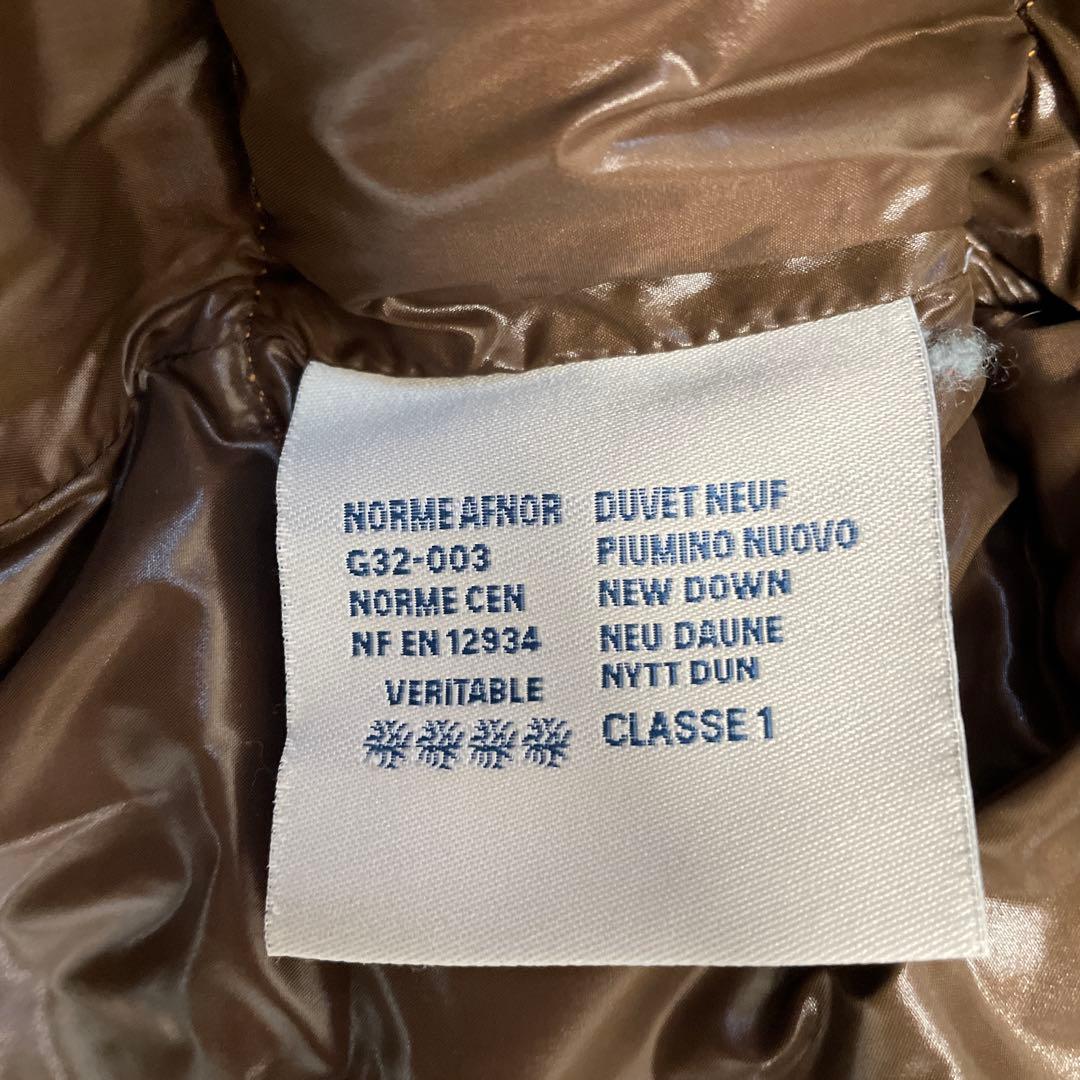 NORME AFNOR
G32-003
NORME CEN
NF EN 12934
VERITABLE
DUVET NEUF
PIUMINO NUOVO
NEW DOWN
NEU DAUNE
NYTT DUN
CLASSE 1